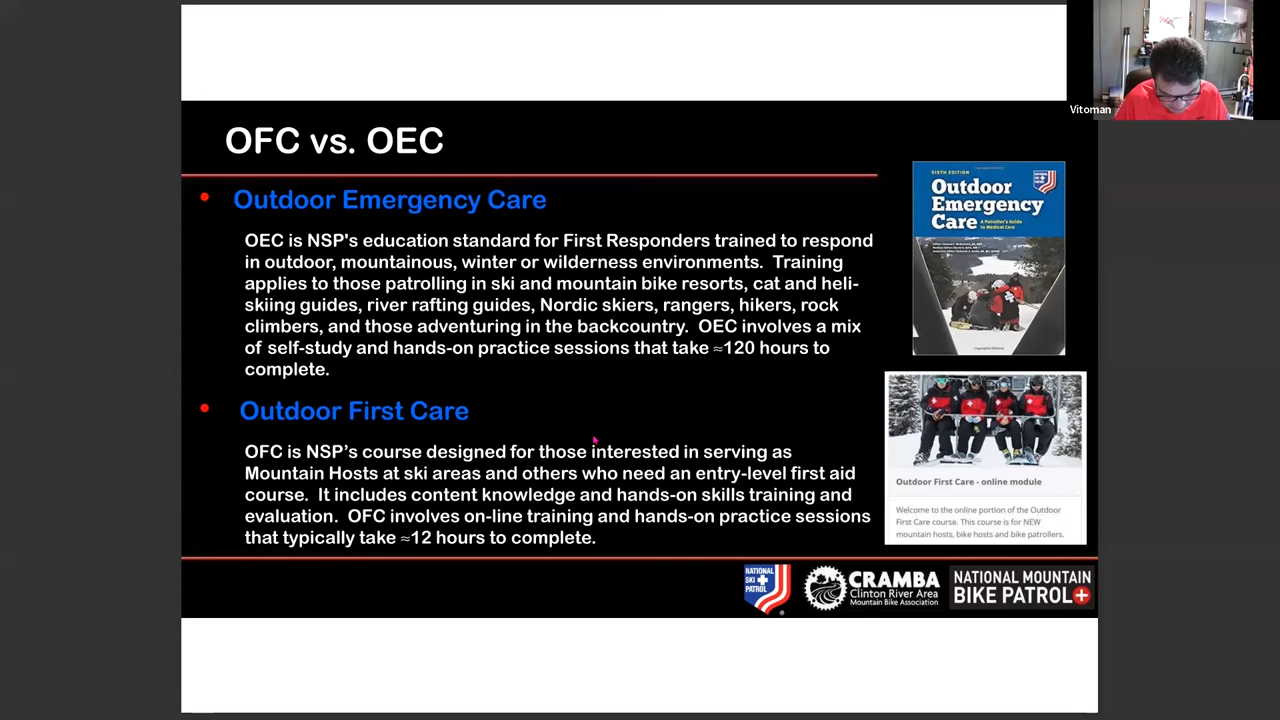 Vitoman
OFC vs. OEC
Outdoor Emergency Care
OEC is NSP's education standard for First Responders trained to respond
in outdoor, mountainous, winter or wilderness environments. Training
applies to those patrolling in ski and mountain bike resorts, cat and heli-
skiing guides, river rafting guides, Nordic skiers, rangers, hikers, rock
climbers, and those adventuring in the backcountry. OEC involves a mix
of self-study and hands-on practice sessions that take ≈120 hours to
complete.
Outdoor First Care
OFC is NSP’s course designed for those interested in serving as
Mountain Hosts at ski areas and others who need an entry-level first aid
course. It includes content knowledge and hands-on skills training and
evaluation. OFC involves on-line training and hands-on practice sessions
that typically take ≈12 hours to complete.
SIXTH EDITION
Outdoor
Emergency
Care
A Patroller's Guide
to Medical Care
Outdoor First Care - online module
Welcome to the online portion of the Outdoor
First Care course. This course is for NEW
mountain hosts, bike hosts and bike patrollers.
NATIONAL
SKI
PATROL
CRAMBA
Clinton River Area
Mountain Bike Association
NATIONAL MOUNTAIN
BIKE PATROL